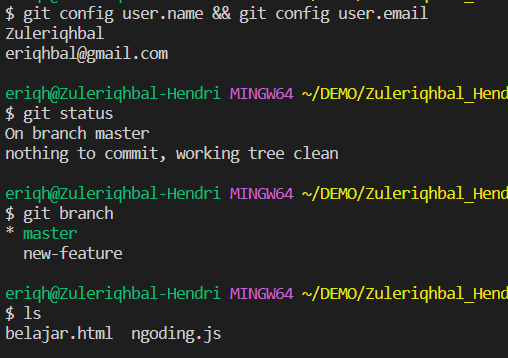 $ git config user.name && git config user.email
Zuleriqhbal
eriqhbal@gmail.com
eriqh@Zuleriqhbal-Hendri MINGW64 ~/DEMO/Zuleriqhbal_Hend
$ git status
On branch master
nothing to commit, working tree clean
eriqh@Zuleriqhbal-Hendri MINGW64 ~/DEMO/Zuleriqhbal_Hend
$ git branch
* master
new-feature
eriqh@Zuleriqhbal-Hendri MINGW64 ~/DEMO/Zuleriqhbal_Hend
$ ls
belajar.html ngoding.js